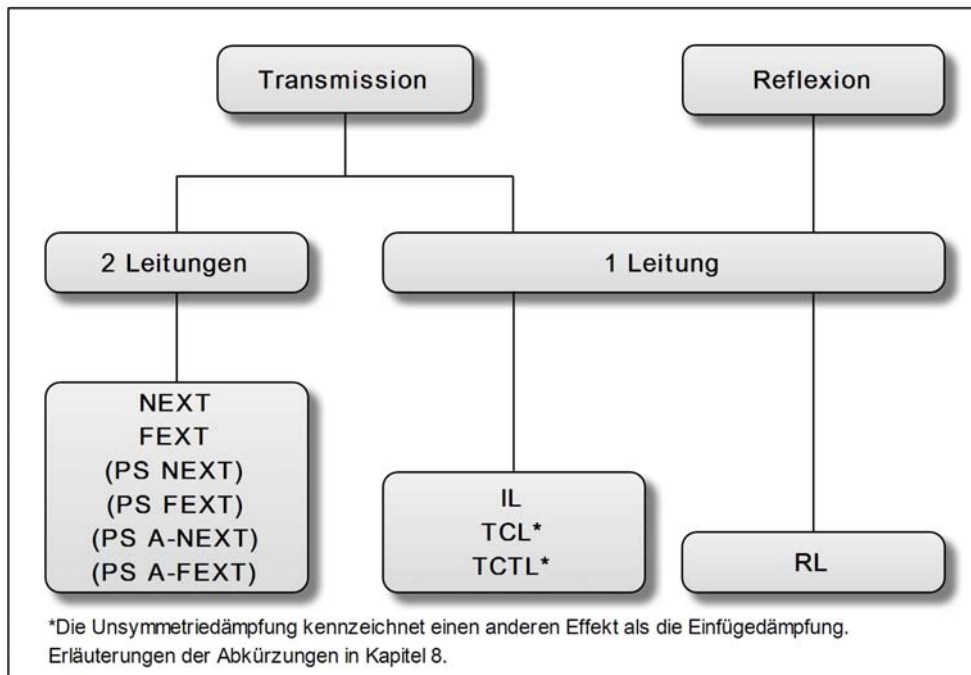 Transmission
Reflexion
2 Leitungen
1 Leitung
NEXT
FEXT
(PS NEXT)
(PS FEXT)
(PS A-NEXT)
(PS A-FEXT)
IL
TCL*
TCTL*
RL
*Die Unsymmetriedämpfung kennzeichnet einen anderen Effekt als die Einfügedämpfung.
Erläuterungen der Abkürzungen in Kapitel 8.